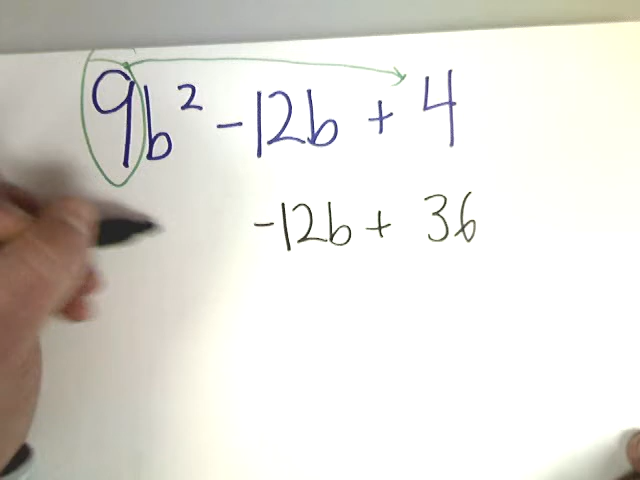 9b² - 12b + 4
-12b + 36